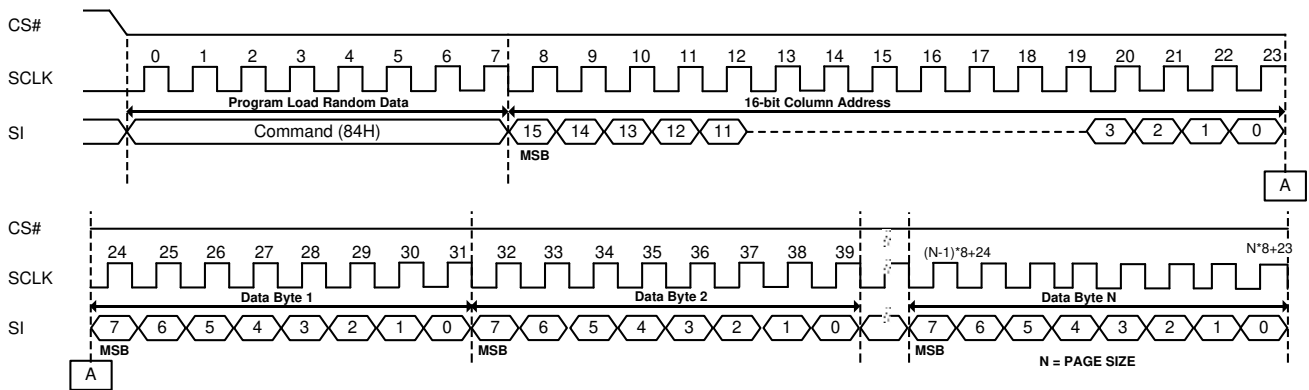 CS#
0 1 2 3 4 5 6 7 8 9 10 11 12 13 14 15 16 17 18 19 20 21 22 23
SCLK
Program Load Random Data 16-bit Column Address
SI Command (84H) 15 14 13 12 11 3 2 1 0
MSB
A
CS#
24 25 26 27 28 29 30 31 32 33 34 35 36 37 38 39 (N-1)*8+24 N*8+23
SCLK
Data Byte 1 Data Byte 2 Data Byte N
SI 7 6 5 4 3 2 1 0 7 6 5 4 3 2 1 0 7 6 5 4 3 2 1 0
MSB MSB MSB
N = PAGE SIZE
A